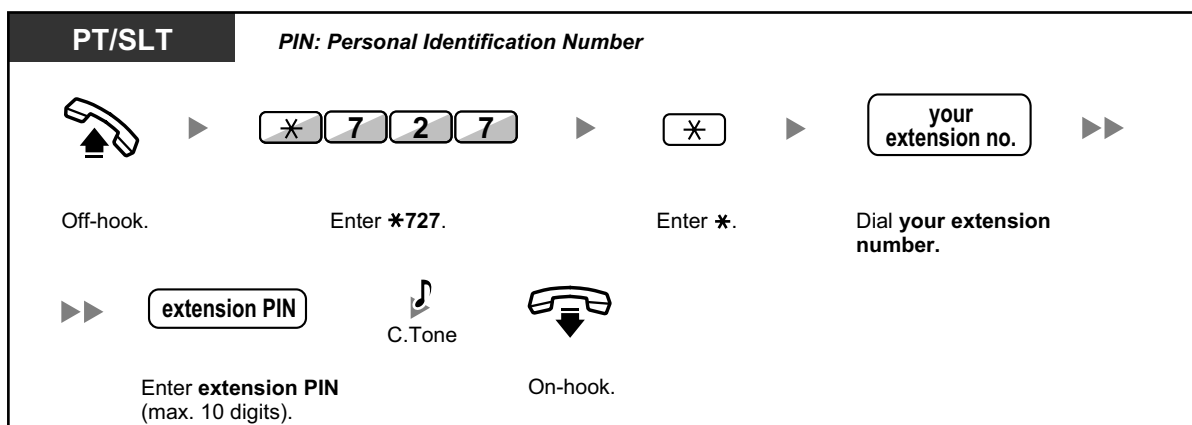 PT/SLT
PIN: Personal Identification Number
* 7 2 7
*
your
extension no.
Off-hook.
Enter *727.
Enter *.
Dial your extension
number.
extension PIN
C.Tone
Enter extension PIN
(max. 10 digits).
On-hook.